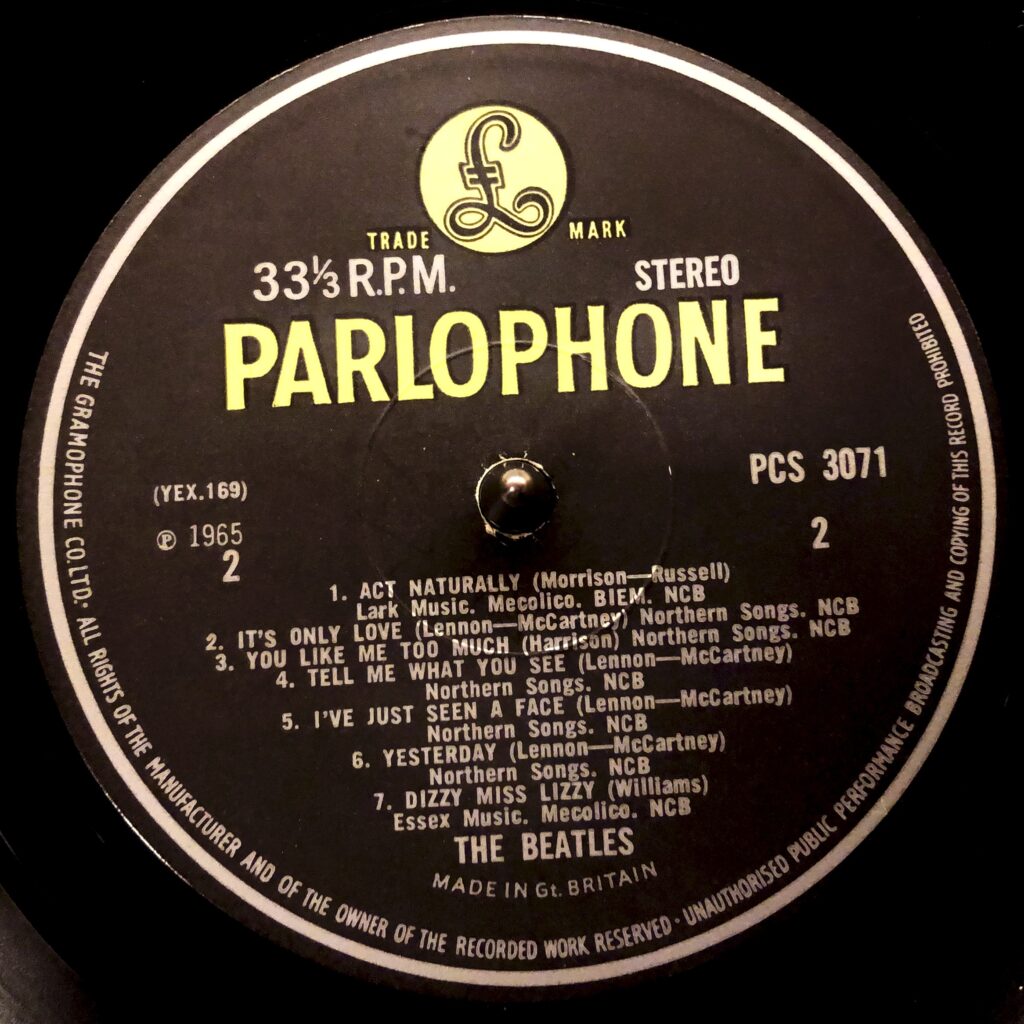 £
TRADE MARK
33⅓ R.P.M. STEREO
PARLOPHONE
PCS 3071
(YEX.169)
℗ 1965
2 2
1. ACT NATURALLY (Morrison—Russell)
Lark Music. Mecolico. BIEM. NCB
2. IT'S ONLY LOVE (Lennon—McCartney) Northern Songs. NCB
3. YOU LIKE ME TOO MUCH (Harrison) Northern Songs. NCB
4. TELL ME WHAT YOU SEE (Lennon—McCartney)
Northern Songs. NCB
5. I'VE JUST SEEN A FACE (Lennon—McCartney)
Northern Songs. NCB
6. YESTERDAY (Lennon—McCartney)
Northern Songs. NCB
7. DIZZY MISS LIZZY (Williams)
Essex Music. Mecolico. NCB
THE BEATLES
MADE IN Gt. BRITAIN
THE GRAMOPHONE CO. LTD. · ALL RIGHTS OF THE MANUFACTURER AND OF THE OWNER OF THE RECORDED WORK RESERVED · UNAUTHORISED PUBLIC PERFORMANCE BROADCASTING AND COPYING OF THIS RECORD PROHIBITED